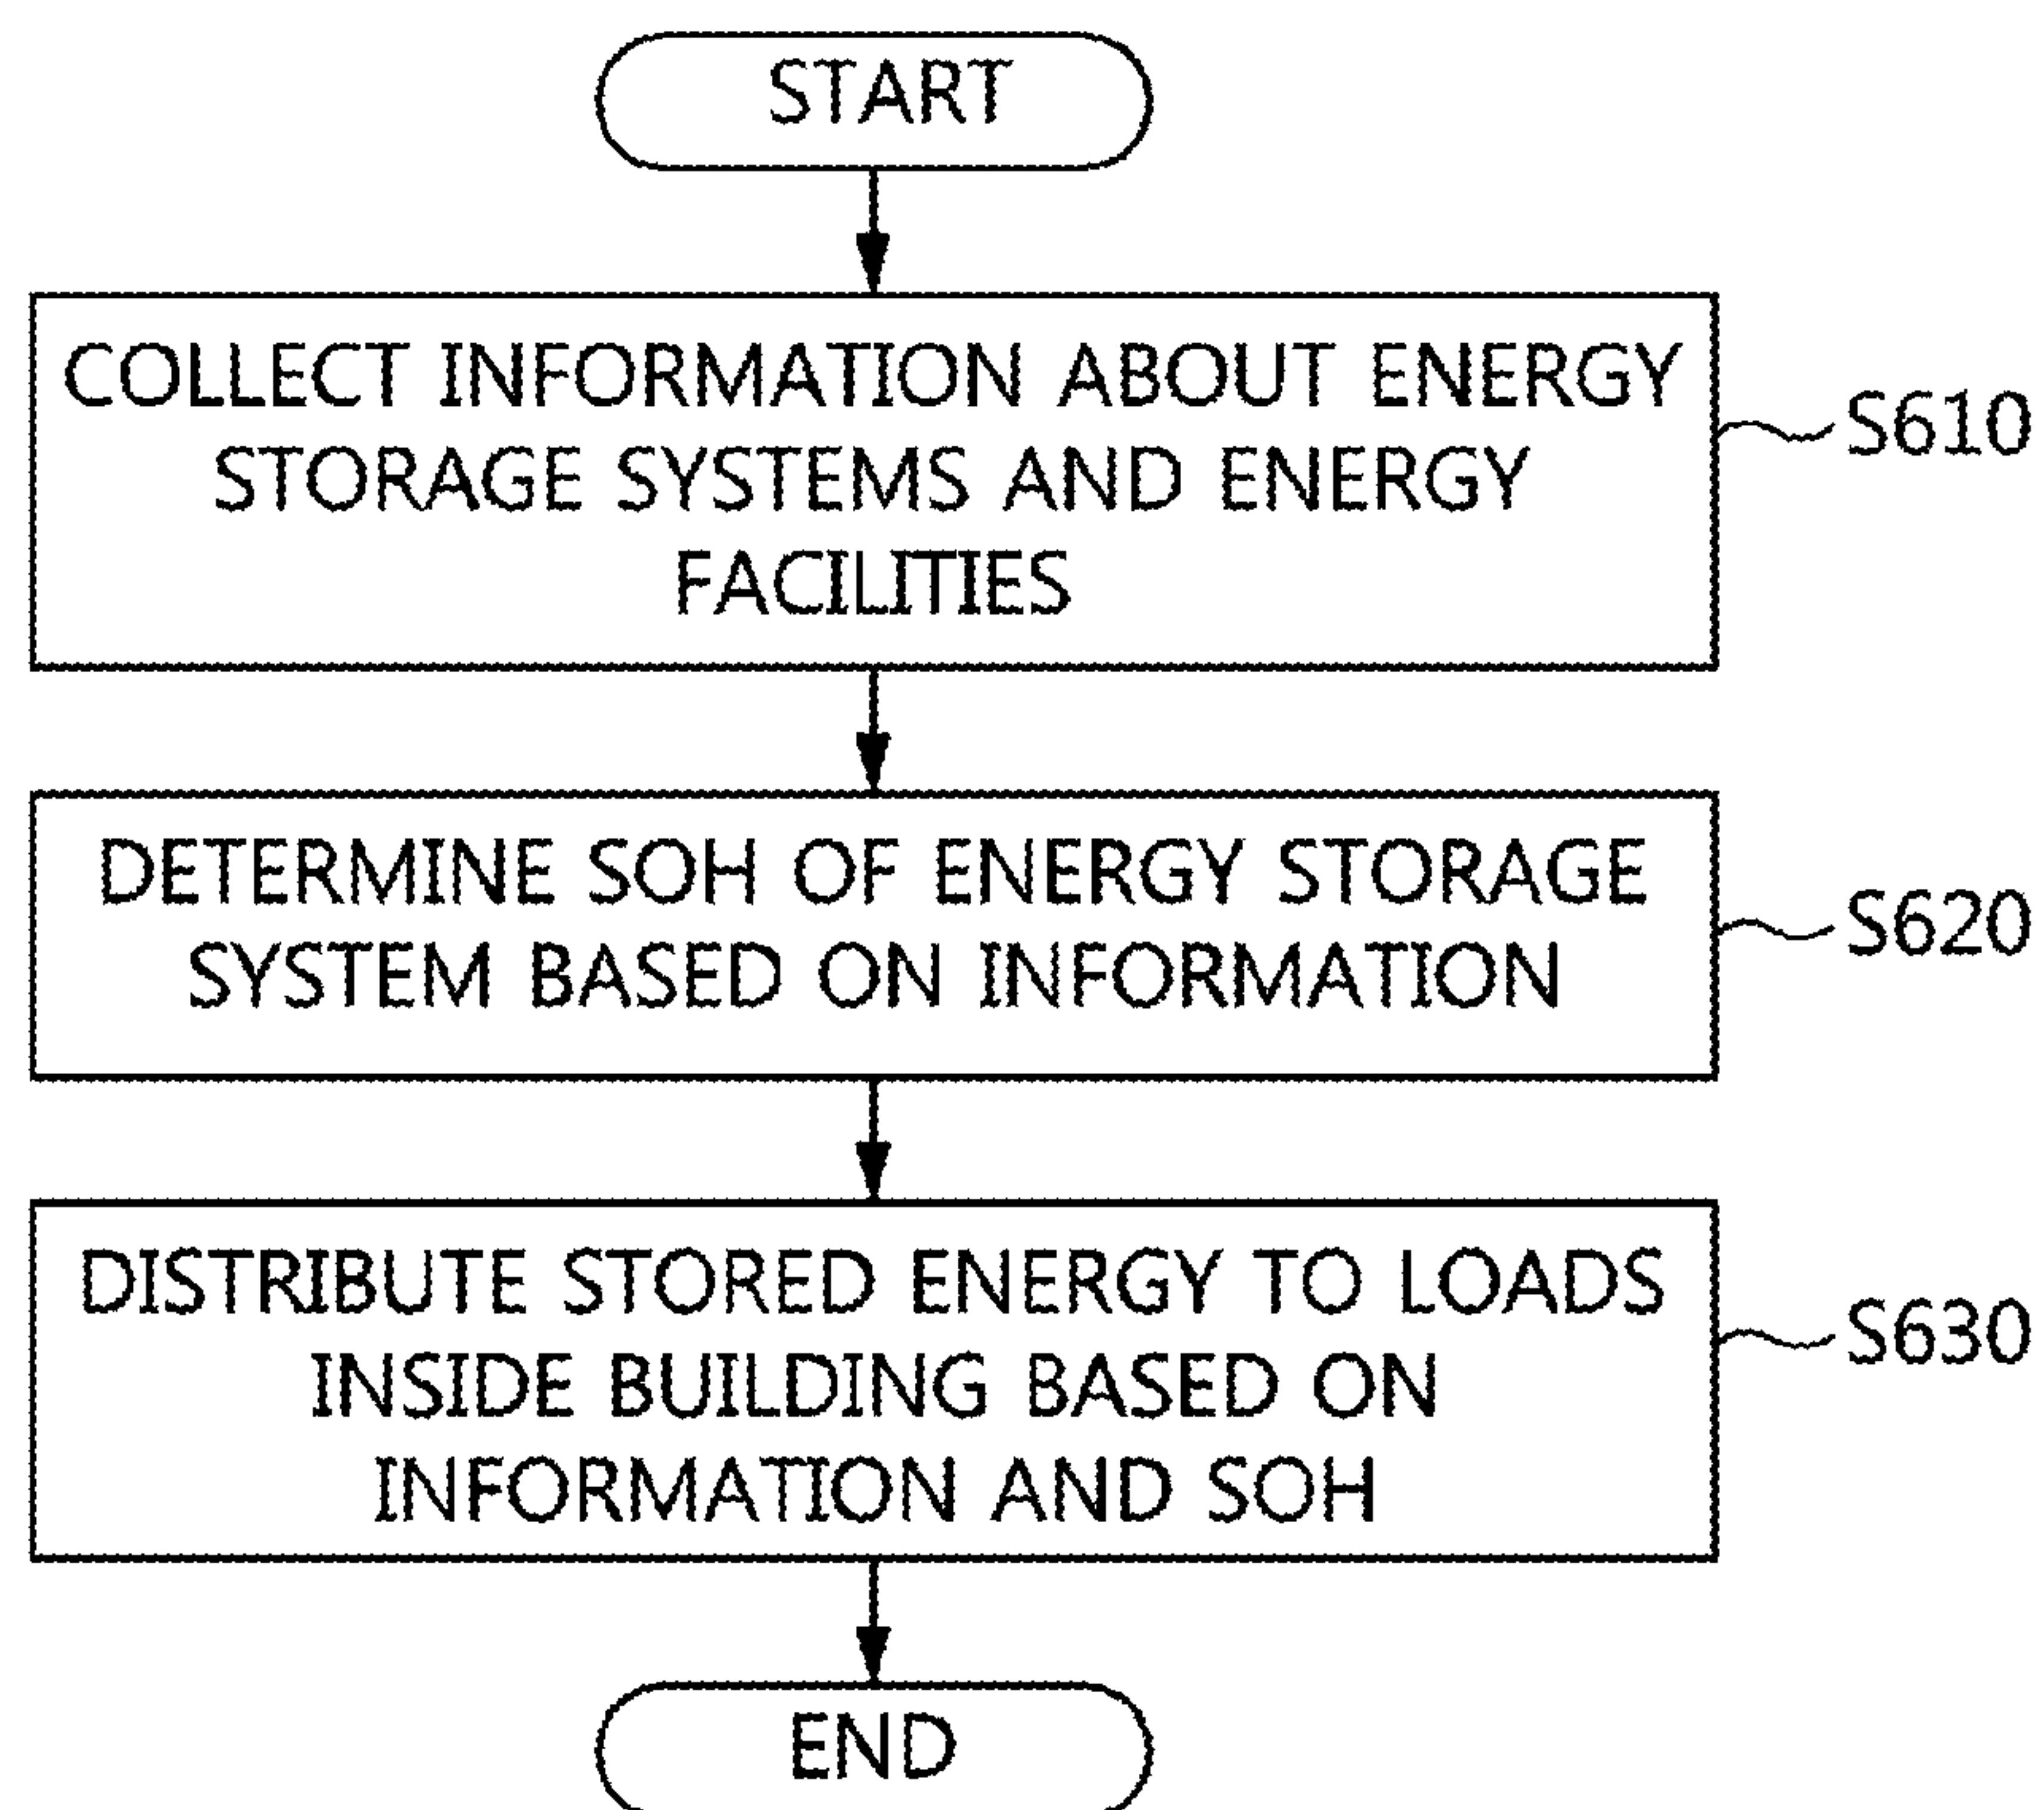 START
COLLECT INFORMATION ABOUT ENERGY
STORAGE SYSTEMS AND ENERGY
FACILITIES
S610
DETERMINE SOH OF ENERGY STORAGE
SYSTEM BASED ON INFORMATION
S620
DISTRIBUTE STORED ENERGY TO LOADS
INSIDE BUILDING BASED ON
INFORMATION AND SOH
S630
END